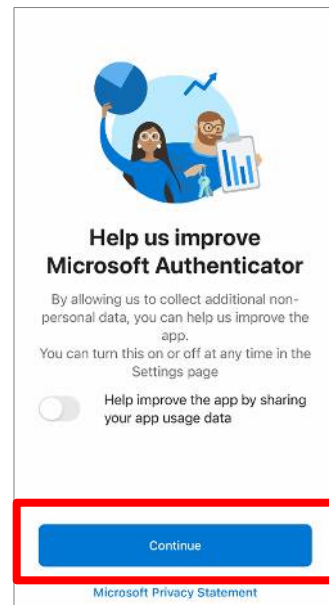 Help us improve
Microsoft Authenticator
By allowing us to collect additional non-
personal data, you can help us improve the
app.
You can turn this on or off at any time in the
Settings page
Help improve the app by sharing
your app usage data
Continue
Microsoft Privacy Statement